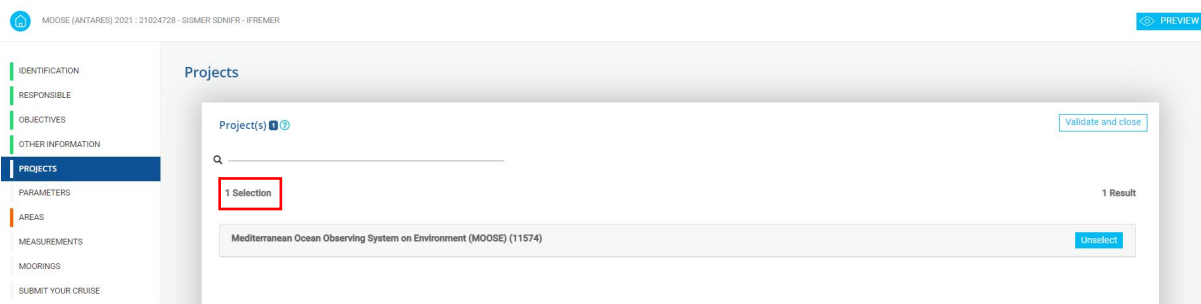 MOOSE (ANTARES) 2021 : 21024728 - SISMER SDNIFR - IFREMER
PREVIEW
IDENTIFICATION
RESPONSIBLE
OBJECTIVES
OTHER INFORMATION
PROJECTS
PARAMETERS
AREAS
MEASUREMENTS
MOORINGS
SUBMIT YOUR CRUISE
Projects
Project(s) 1 ?
Validate and close
1 Selection
1 Result
Mediterranean Ocean Observing System on Environment (MOOSE) (11574)
Unselect